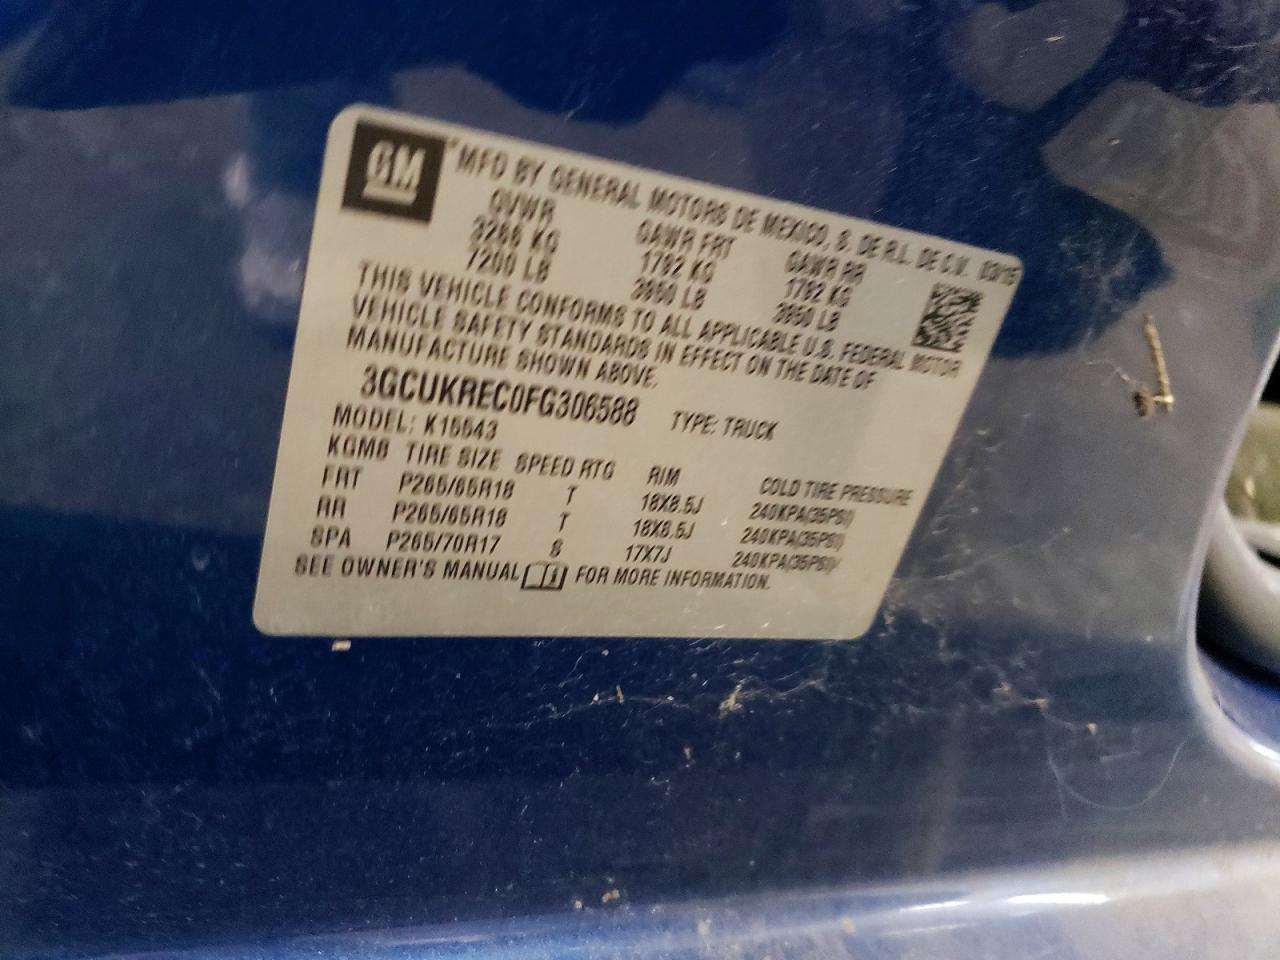 GM
*MFD BY GENERAL MOTORS DE MEXICO, S. DE R.L. DE C.V. 03/15
GVWR GAWR FRT GAWR RR
3266 KG 1792 KG 1792 KG
7200 LB 3950 LB 3950 LB
THIS VEHICLE CONFORMS TO ALL APPLICABLE U.S. FEDERAL MOTOR
VEHICLE SAFETY STANDARDS IN EFFECT ON THE DATE OF
MANUFACTURE SHOWN ABOVE.
3GCUKREC0FG306588 TYPE: TRUCK
MODEL: K15543
KGMB TIRE SIZE SPEED RTG RIM COLD TIRE PRESSURE
FRT P265/65R18 T 18X8.5J 240KPA(35PSI)
RR P265/65R18 T 18X8.5J 240KPA(35PSI)
SPA P265/70R17 S 17X7J 240KPA(35PSI)
SEE OWNER'S MANUAL FOR MORE INFORMATION.